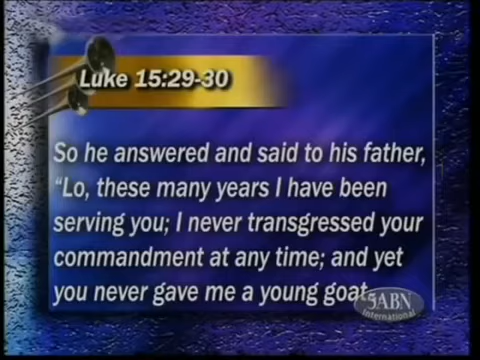 Luke 15:29-30
So he answered and said to his father,
“Lo, these many years I have been
serving you; I never transgressed your
commandment at any time; and yet
you never gave me a young goat
3ABN
International